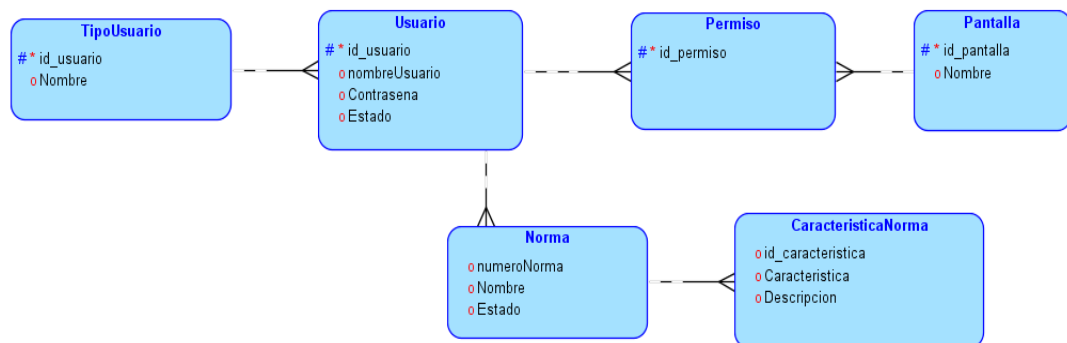 TipoUsuario
# * id_usuario
o Nombre
Usuario
# * id_usuario
o nombreUsuario
o Contrasena
o Estado
Permiso
# * id_permiso
Pantalla
# * id_pantalla
o Nombre
Norma
o numeroNorma
o Nombre
o Estado
CaracteristicaNorma
o id_caracteristica
o Caracteristica
o Descripcion